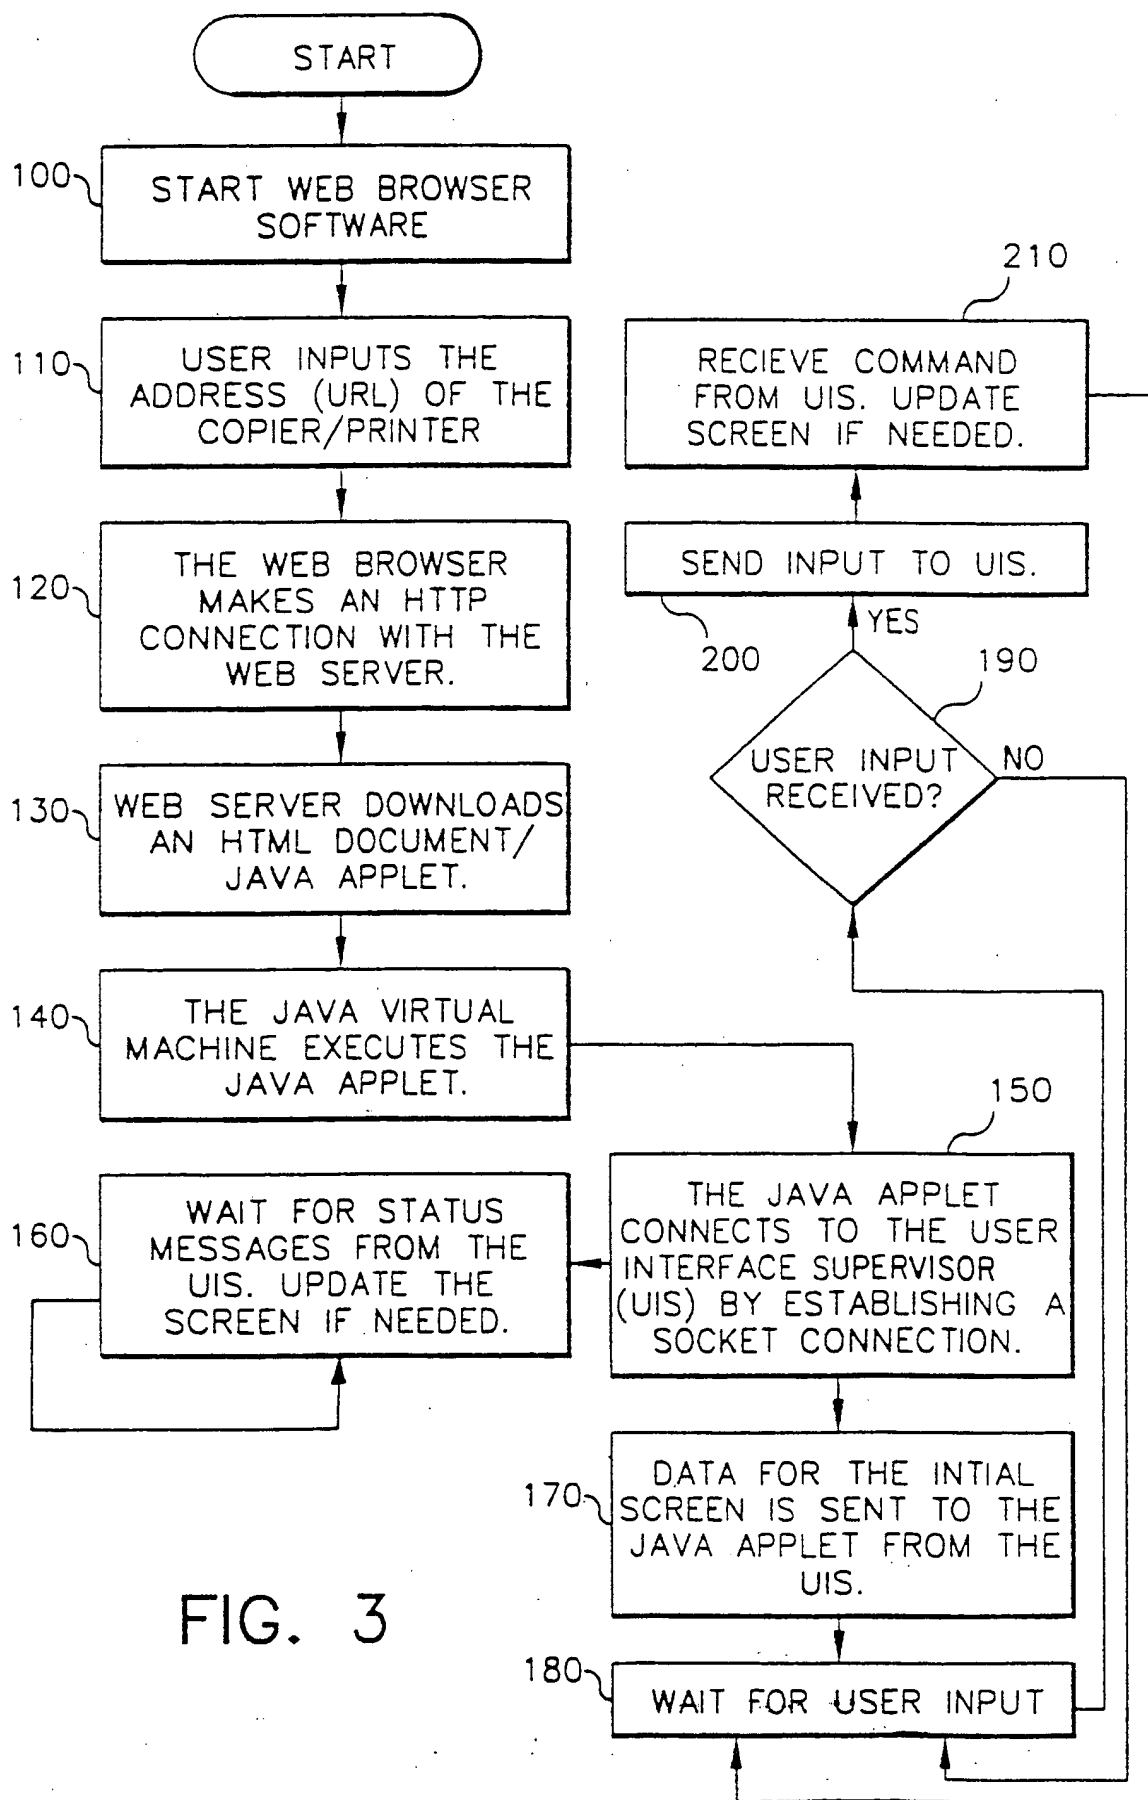 START
100
START WEB BROWSER
SOFTWARE
110
USER INPUTS THE
ADDRESS (URL) OF THE
COPIER/PRINTER
120
THE WEB BROWSER
MAKES AN HTTP
CONNECTION WITH THE
WEB SERVER.
130
WEB SERVER DOWNLOADS
AN HTML DOCUMENT/
JAVA APPLET.
140
THE JAVA VIRTUAL
MACHINE EXECUTES THE
JAVA APPLET.
150
THE JAVA APPLET
CONNECTS TO THE USER
INTERFACE SUPERVISOR
(UIS) BY ESTABLISHING A
SOCKET CONNECTION.
160
WAIT FOR STATUS
MESSAGES FROM THE
UIS. UPDATE THE
SCREEN IF NEEDED.
170
DATA FOR THE INTIAL
SCREEN IS SENT TO THE
JAVA APPLET FROM THE
UIS.
180
WAIT FOR USER INPUT
190
USER INPUT
RECEIVED?
NO
YES
200
SEND INPUT TO UIS.
210
RECIEVE COMMAND
FROM UIS. UPDATE
SCREEN IF NEEDED.
FIG. 3